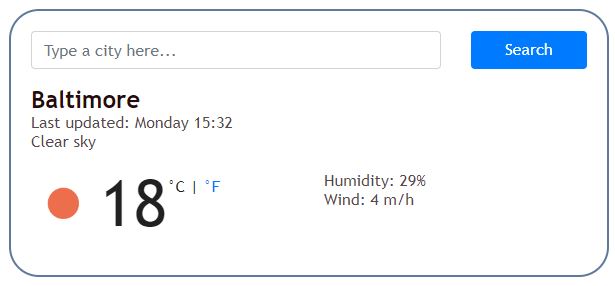 Type a city here...
Search
Baltimore
Last updated: Monday 15:32
Clear sky
18 °C | °F
Humidity: 29%
Wind: 4 m/h